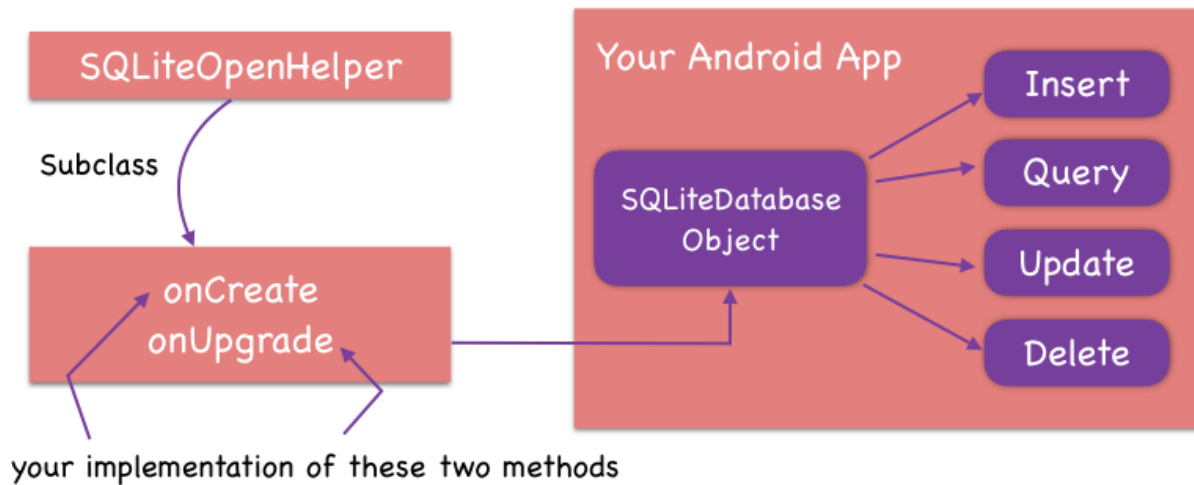 SQLiteOpenHelper
Subclass
onCreate
onUpgrade
your implementation of these two methods
Your Android App
SQLiteDatabase
Object
Insert
Query
Update
Delete